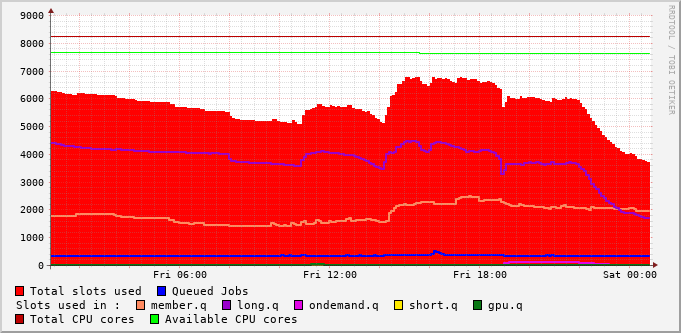 9000
8000
7000
6000
5000
4000
3000
2000
1000
0
Fri 06:00 Fri 12:00 Fri 18:00 Sat 00:00
RRDTOOL / TOBI OETIKER
Total slots used Queued Jobs
Slots used in : member.q long.q ondemand.q short.q gpu.q
Total CPU cores Available CPU cores